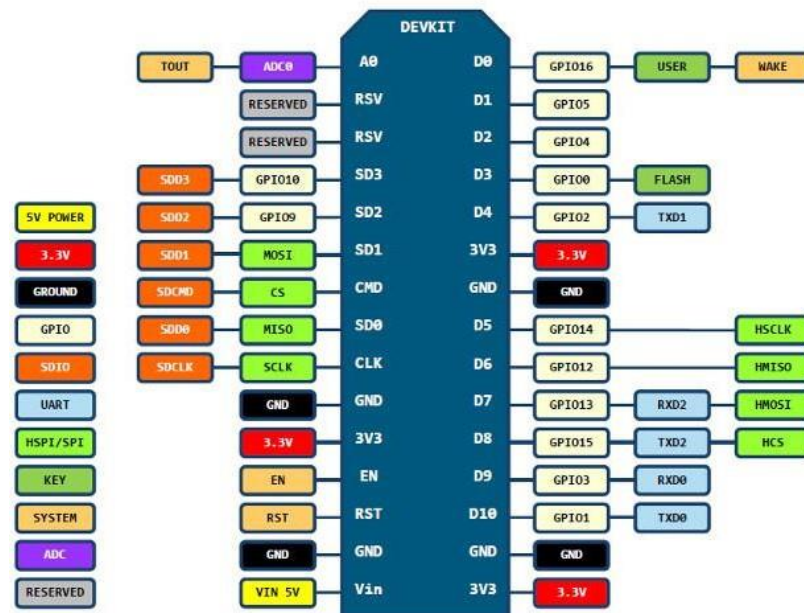 DEVKIT
TOUT ADC0 A0 D0 GPIO16 USER WAKE
RESERVED RSV D1 GPIO5
RESERVED RSV D2 GPIO4
SDD3 GPIO10 SD3 D3 GPIO0 FLASH
5V POWER SDD2 GPIO9 SD2 D4 GPIO2 TXD1
3.3V SDD1 MOSI SD1 3V3 3.3V
GROUND SDCMD CS CMD GND GND
GPIO SDD0 MISO SD0 D5 GPIO14 HSCLK
SDIO SDCLK SCLK CLK D6 GPIO12 HMISO
UART GND GND D7 GPIO13 RXD2 HMOSI
HSPI/SPI 3.3V 3V3 D8 GPIO15 TXD2 HCS
KEY EN EN D9 GPIO3 RXD0
SYSTEM RST RST D10 GPIO1 TXD0
ADC GND GND GND GND
RESERVED VIN 5V Vin 3V3 3.3V